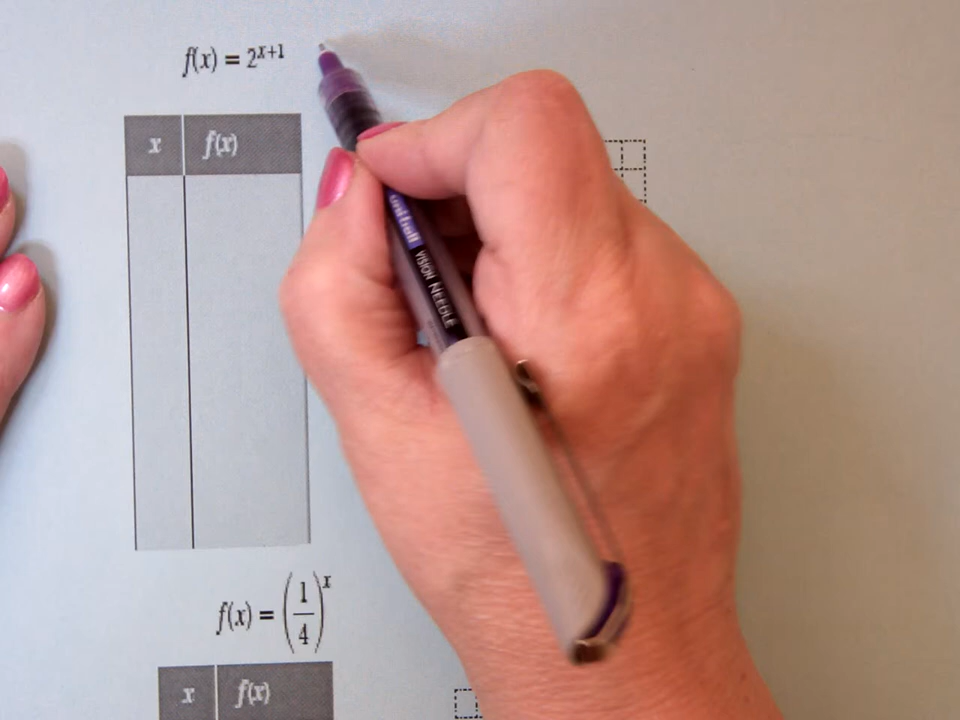 f(x) = 2^{x+1}
x f(x)
uni-ball VISION NEEDLE
f(x) = (1/4)^x
x f(x)